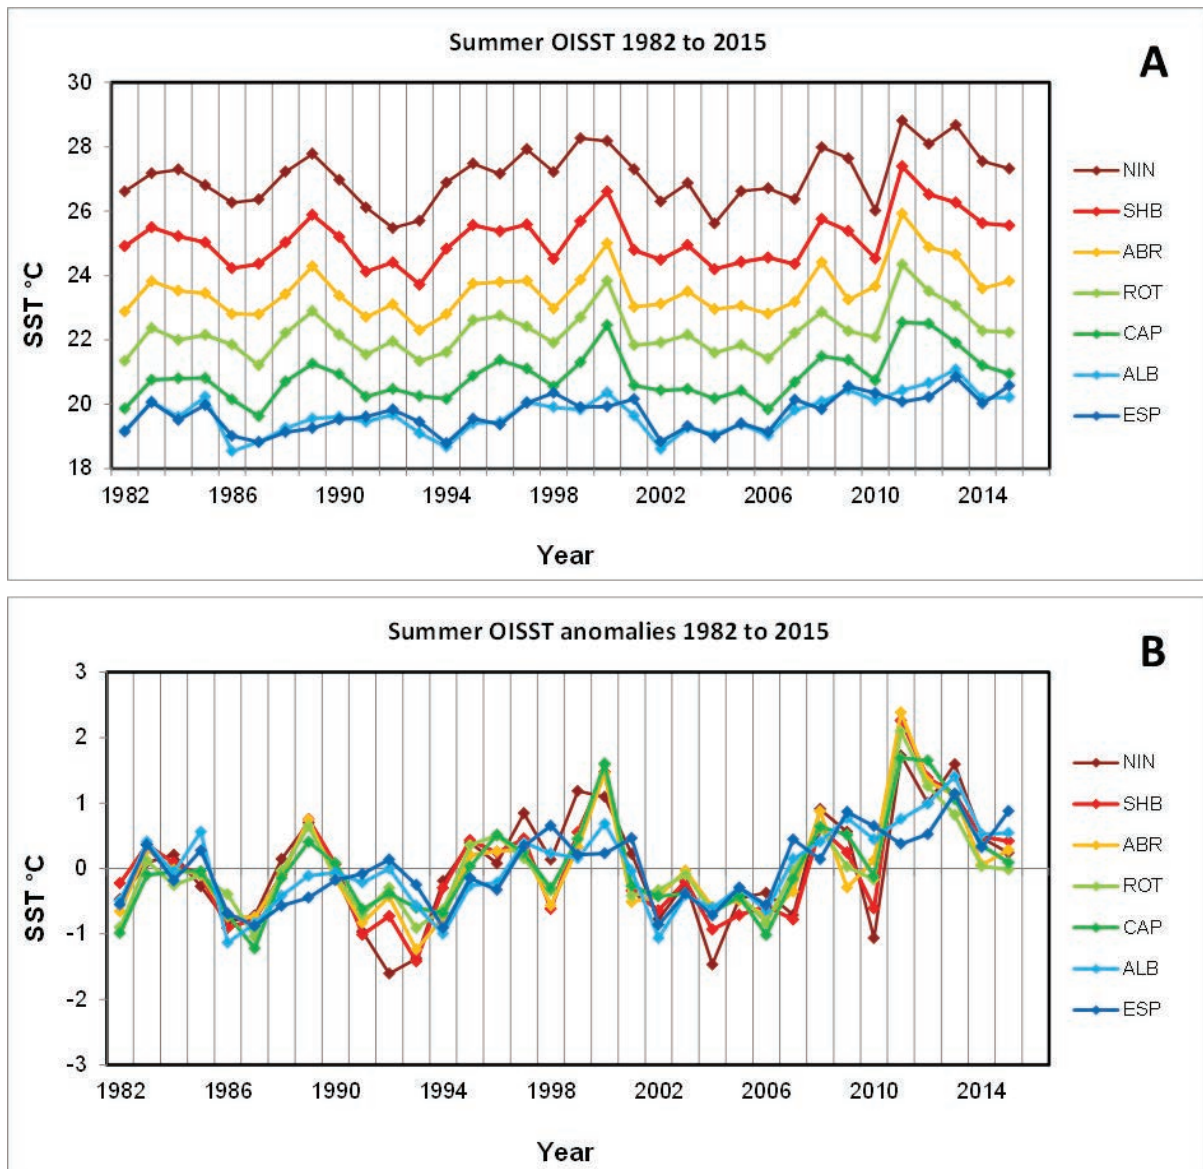 Summer OISST 1982 to 2015
A
30
28
26
24
22
20
18
SST °C
1982 1986 1990 1994 1998 2002 2006 2010 2014
Year
NIN
SHB
ABR
ROT
CAP
ALB
ESP
Summer OISST anomalies 1982 to 2015
B
3
2
1
0
-1
-2
-3
SST °C
1982 1986 1990 1994 1998 2002 2006 2010 2014
Year
NIN
SHB
ABR
ROT
CAP
ALB
ESP